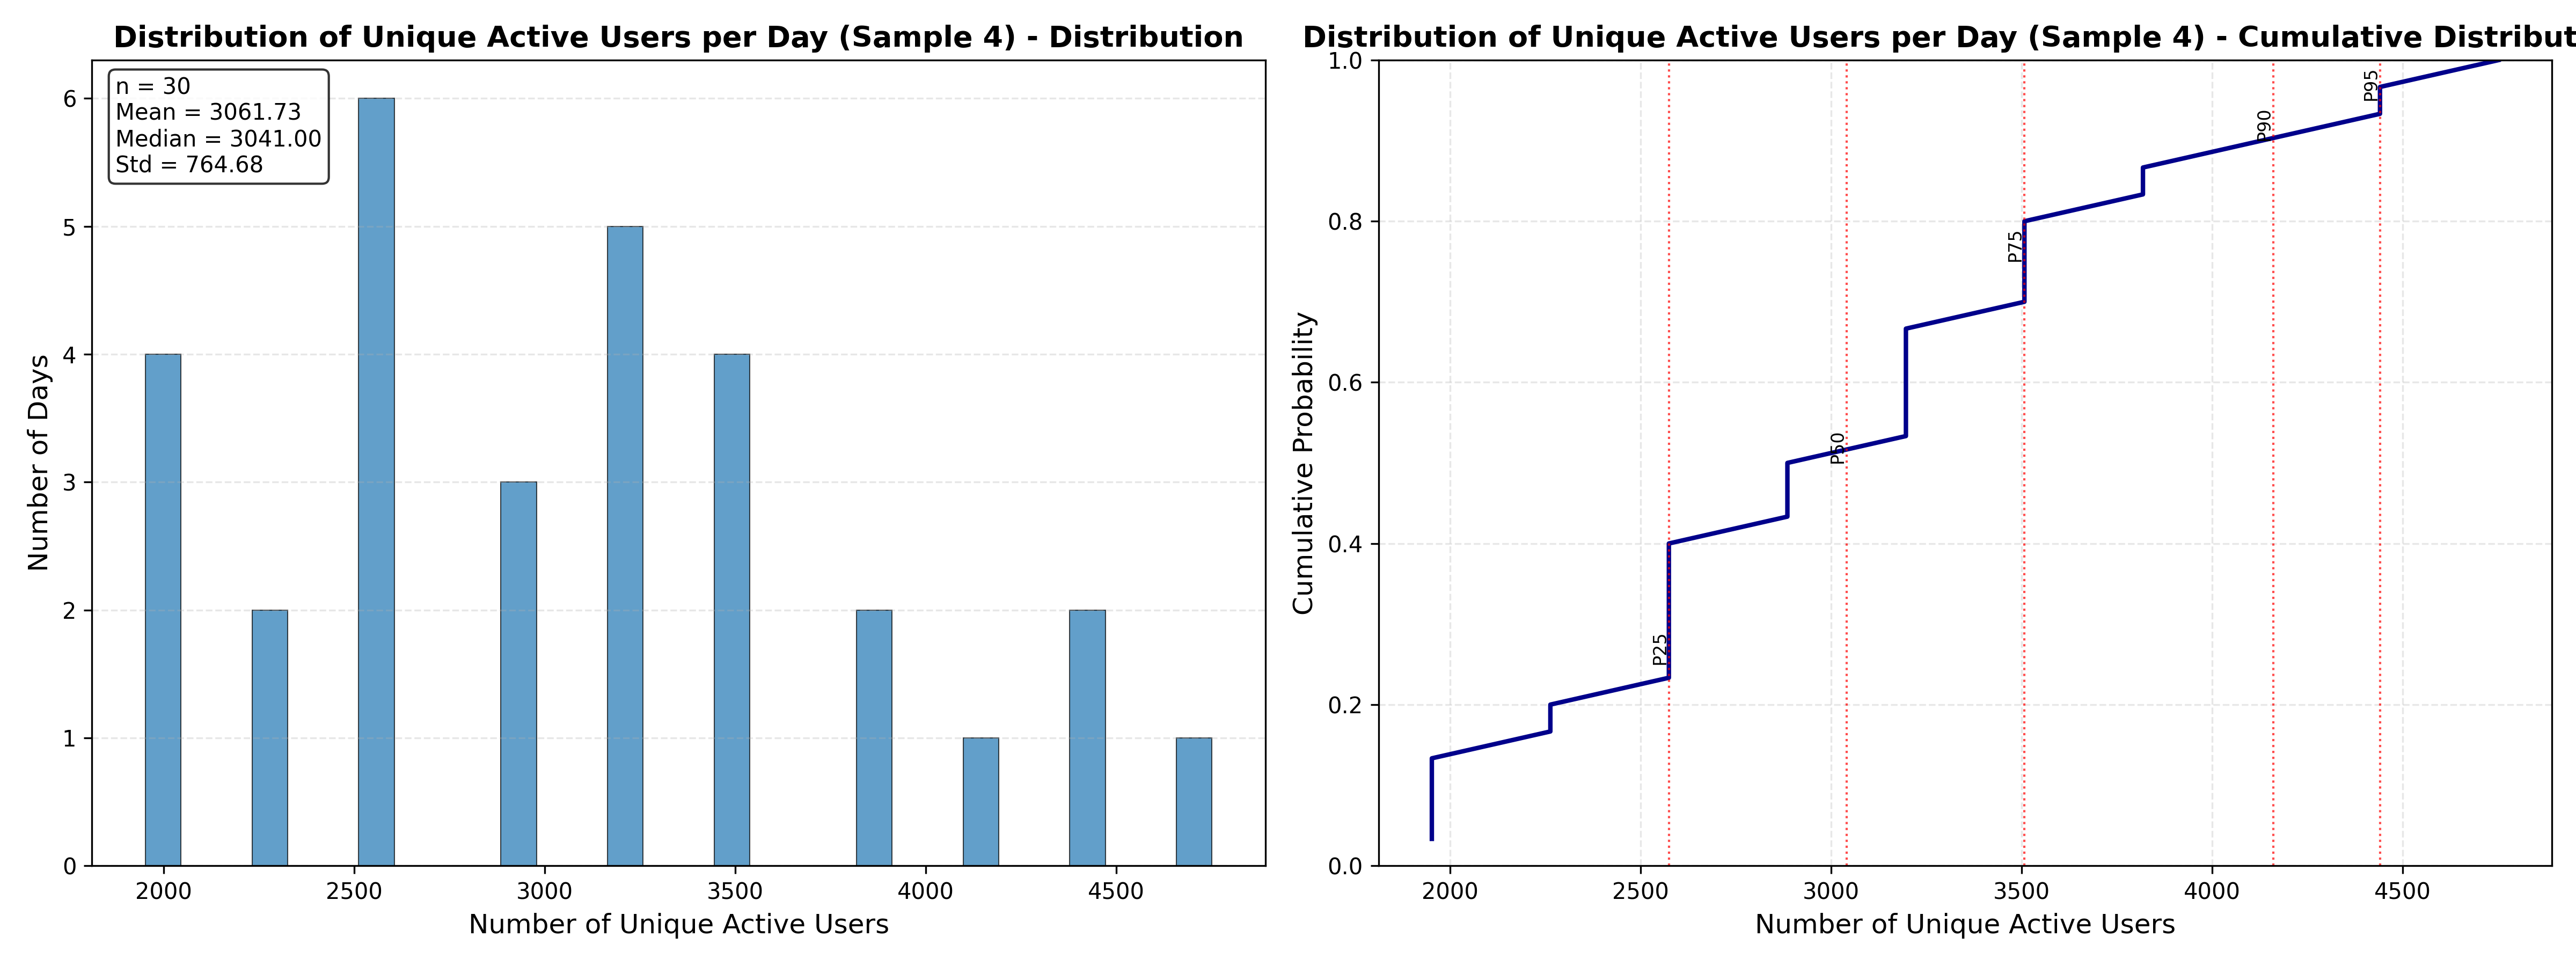 Distribution of Unique Active Users per Day (Sample 4) - Distribution
n = 30
Mean = 3061.73
Median = 3041.00
Std = 764.68
6
5
4
3
2
1
0
Number of Days
2000 2500 3000 3500 4000 4500
Number of Unique Active Users
Distribution of Unique Active Users per Day (Sample 4) - Cumulative Distribut
1.0
0.8
0.6
0.4
0.2
0.0
Cumulative Probability
P25
P50
P75
P90
P95
2000 2500 3000 3500 4000 4500
Number of Unique Active Users